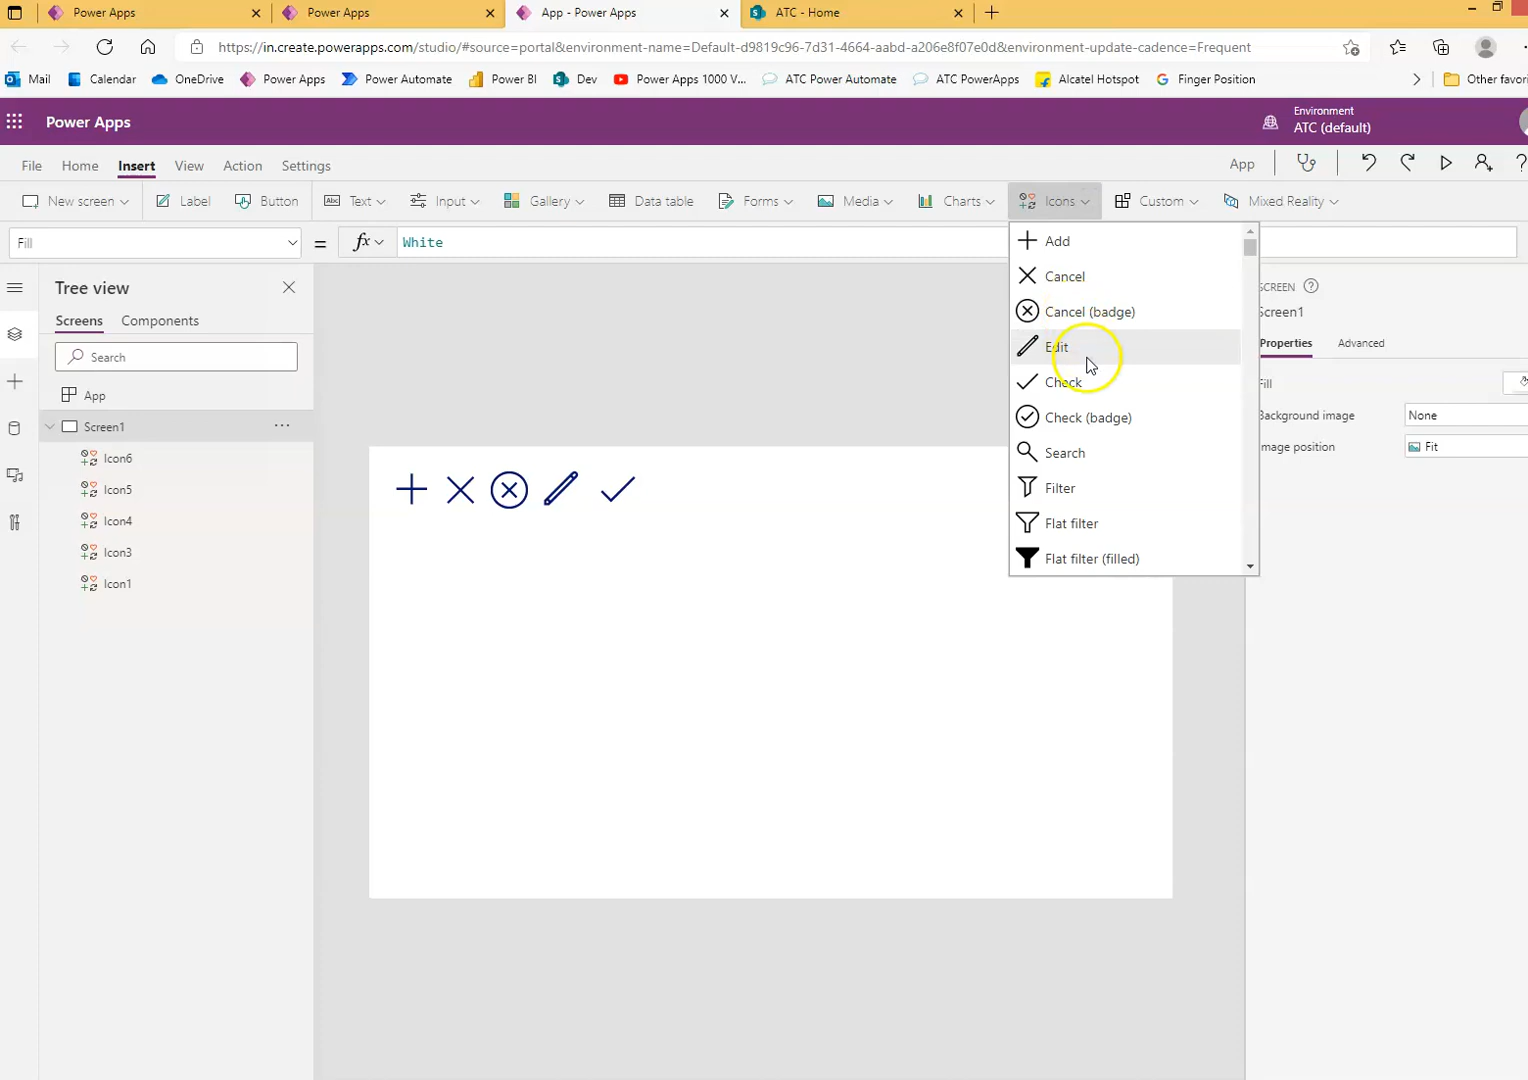 Power Apps
Power Apps
App - Power Apps
ATC - Home
https://in.create.powerapps.com/studio/#source=portal&environment-name=Default-d9819c96-7d31-4664-aabd-a206e8f07e0d&environment-update-cadence=Frequent
Mail
Calendar
OneDrive
Power Apps
Power Automate
Power BI
Dev
Power Apps 1000 V...
ATC Power Automate
ATC PowerApps
Alcatel Hotspot
Finger Position
Other favori
Power Apps
Environment
ATC (default)
File
Home
Insert
View
Action
Settings
App
New screen
Label
Button
Text
Input
Gallery
Data table
Forms
Media
Charts
Icons
Custom
Mixed Reality
Fill
=
fx
White
Tree view
Screens
Components
Search
App
Screen1
Icon6
Icon5
Icon4
Icon3
Icon1
Add
Cancel
Cancel (badge)
Edit
Check
Check (badge)
Search
Filter
Flat filter
Flat filter (filled)
SCREEN
Screen1
Properties
Advanced
Fill
Background image
None
Image position
Fit